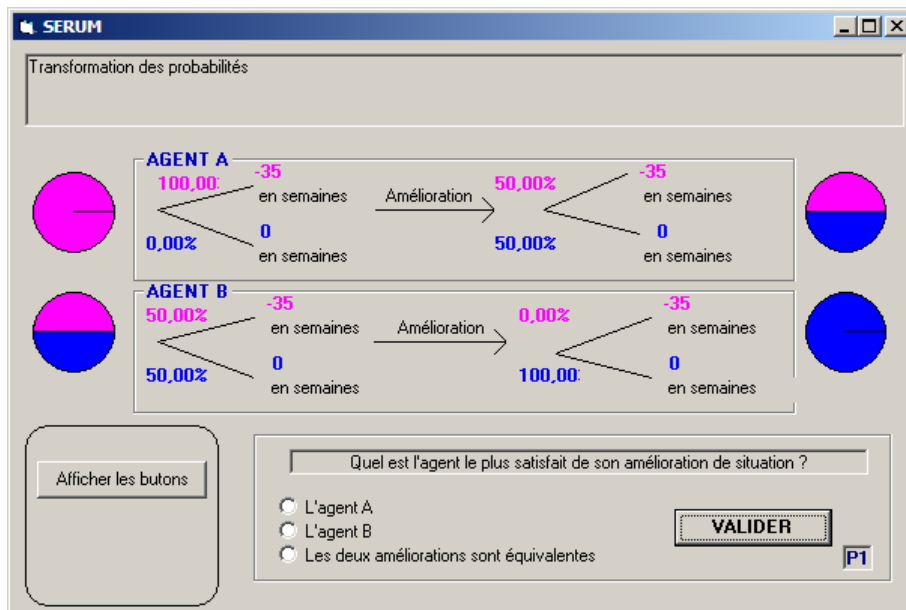 SERUM
Transformation des probabilités
AGENT A
100,00%
-35
en semaines
0,00%
0
en semaines
Amélioration
50,00%
-35
en semaines
50,00%
0
en semaines
AGENT B
50,00%
-35
en semaines
50,00%
0
en semaines
Amélioration
0,00%
-35
en semaines
100,00%
0
en semaines
Afficher les butons
Quel est l'agent le plus satisfait de son amélioration de situation ?
L'agent A
L'agent B
Les deux améliorations sont équivalentes
VALIDER
P1